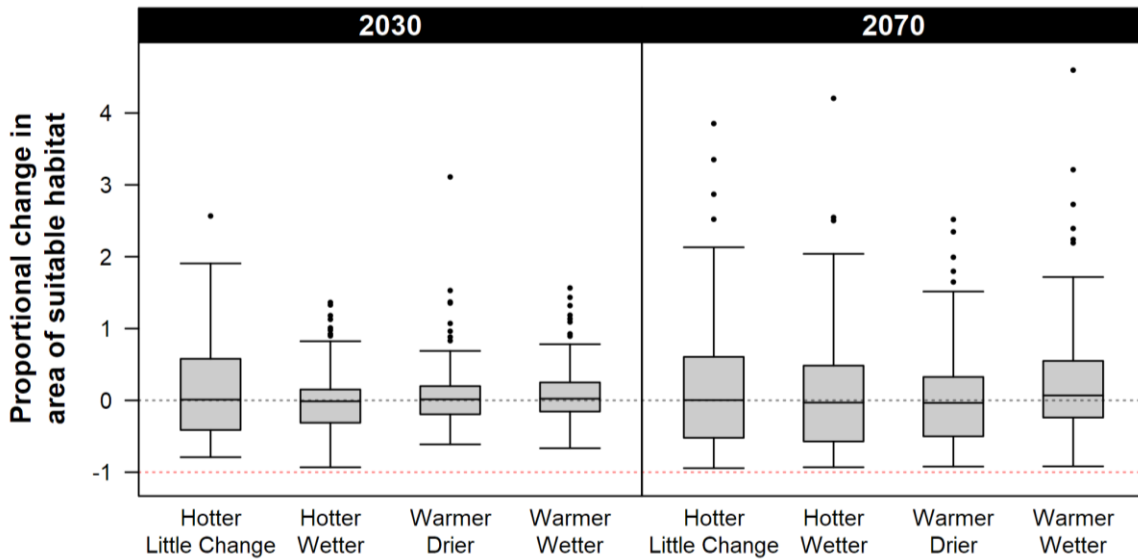 2030
2070
Proportional change in
area of suitable habitat
4
3
2
1
0
-1
Hotter
Little Change
Hotter
Wetter
Warmer
Drier
Warmer
Wetter
Hotter
Little Change
Hotter
Wetter
Warmer
Drier
Warmer
Wetter